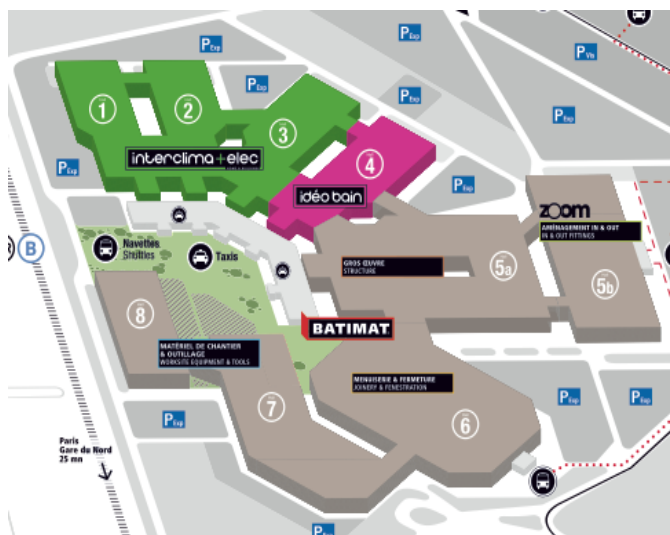 P Exp
P Exp
P Exp
P Vis
P Exp
P Exp
P Exp
1
2
3
4
interclima+elec
idéo bain
zoom
AMÉNAGEMENT IN & OUT
IN & OUT FITTINGS
B
Navettes
Shuttles
Taxis
GROS ŒUVRE
STRUCTURE
5a
5b
8
BATIMAT
MATÉRIEL DE CHANTIER
& OUTILLAGE
WORKSITE EQUIPMENT & TOOLS
MENUISERIE & FERMETURE
JOINERY & FENESTRATION
7
6
P Exp
P Exp
P Exp
Paris
Gare du Nord
25 mn
P Exp